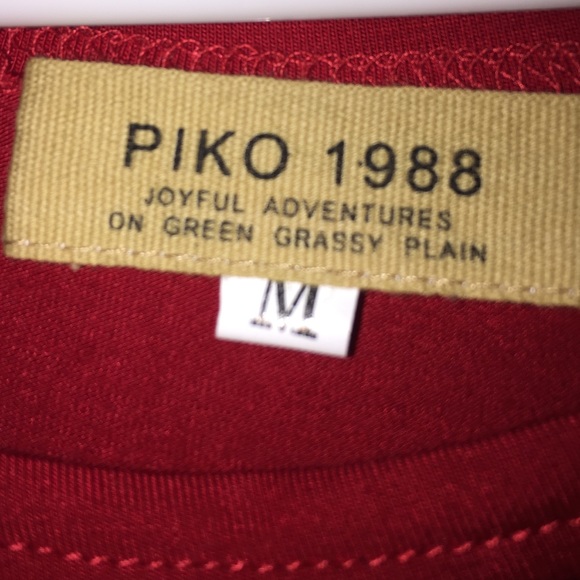 PIKO 1988
JOYFUL ADVENTURES
ON GREEN GRASSY PLAIN
M